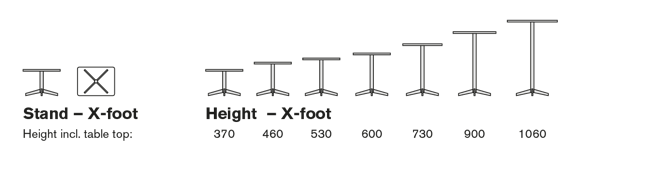 Stand – X-foot
Height – X-foot
Height incl. table top:
370 460 530 600 730 900 1060